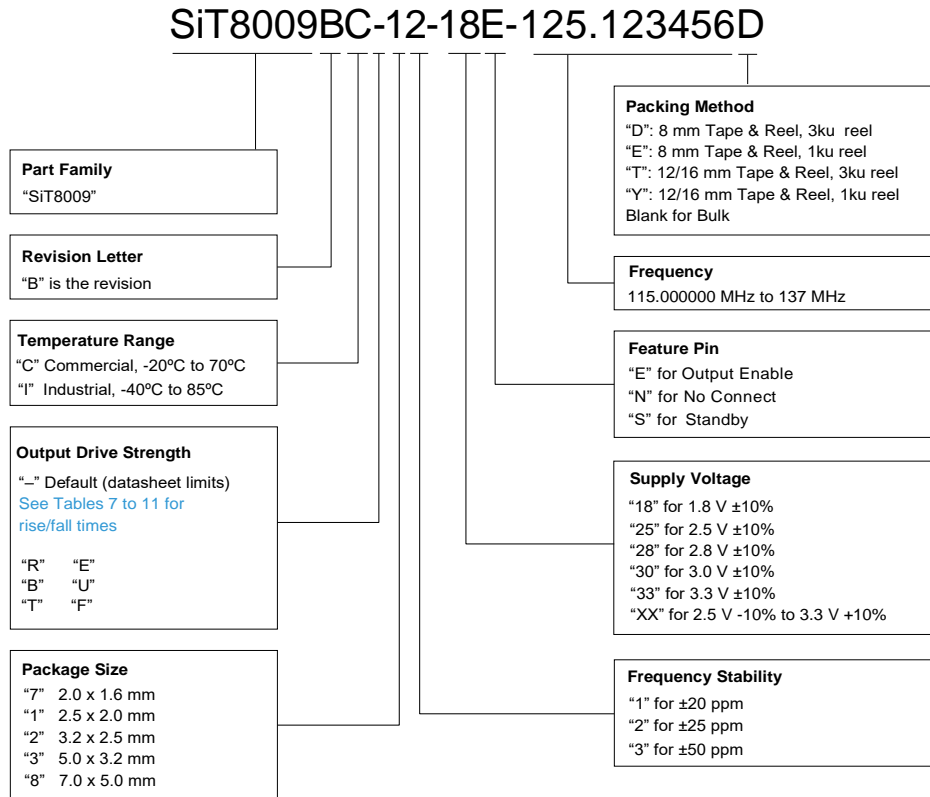 SiT8009BC-12-18E-125.123456D
Part Family
“SiT8009”
Revision Letter
“B” is the revision
Temperature Range
“C” Commercial, -20ºC to 70ºC
“I” Industrial, -40ºC to 85ºC
Output Drive Strength
“–” Default (datasheet limits)
See Tables 7 to 11 for
rise/fall times
“R” “E”
“B” “U”
“T” “F”
Package Size
“7” 2.0 x 1.6 mm
“1” 2.5 x 2.0 mm
“2” 3.2 x 2.5 mm
“3” 5.0 x 3.2 mm
“8” 7.0 x 5.0 mm
Packing Method
“D”: 8 mm Tape & Reel, 3ku reel
“E”: 8 mm Tape & Reel, 1ku reel
“T”: 12/16 mm Tape & Reel, 3ku reel
“Y”: 12/16 mm Tape & Reel, 1ku reel
Blank for Bulk
Frequency
115.000000 MHz to 137 MHz
Feature Pin
“E” for Output Enable
“N” for No Connect
“S” for Standby
Supply Voltage
“18” for 1.8 V ±10%
“25” for 2.5 V ±10%
“28” for 2.8 V ±10%
“30” for 3.0 V ±10%
“33” for 3.3 V ±10%
“XX” for 2.5 V -10% to 3.3 V +10%
Frequency Stability
“1” for ±20 ppm
“2” for ±25 ppm
“3” for ±50 ppm